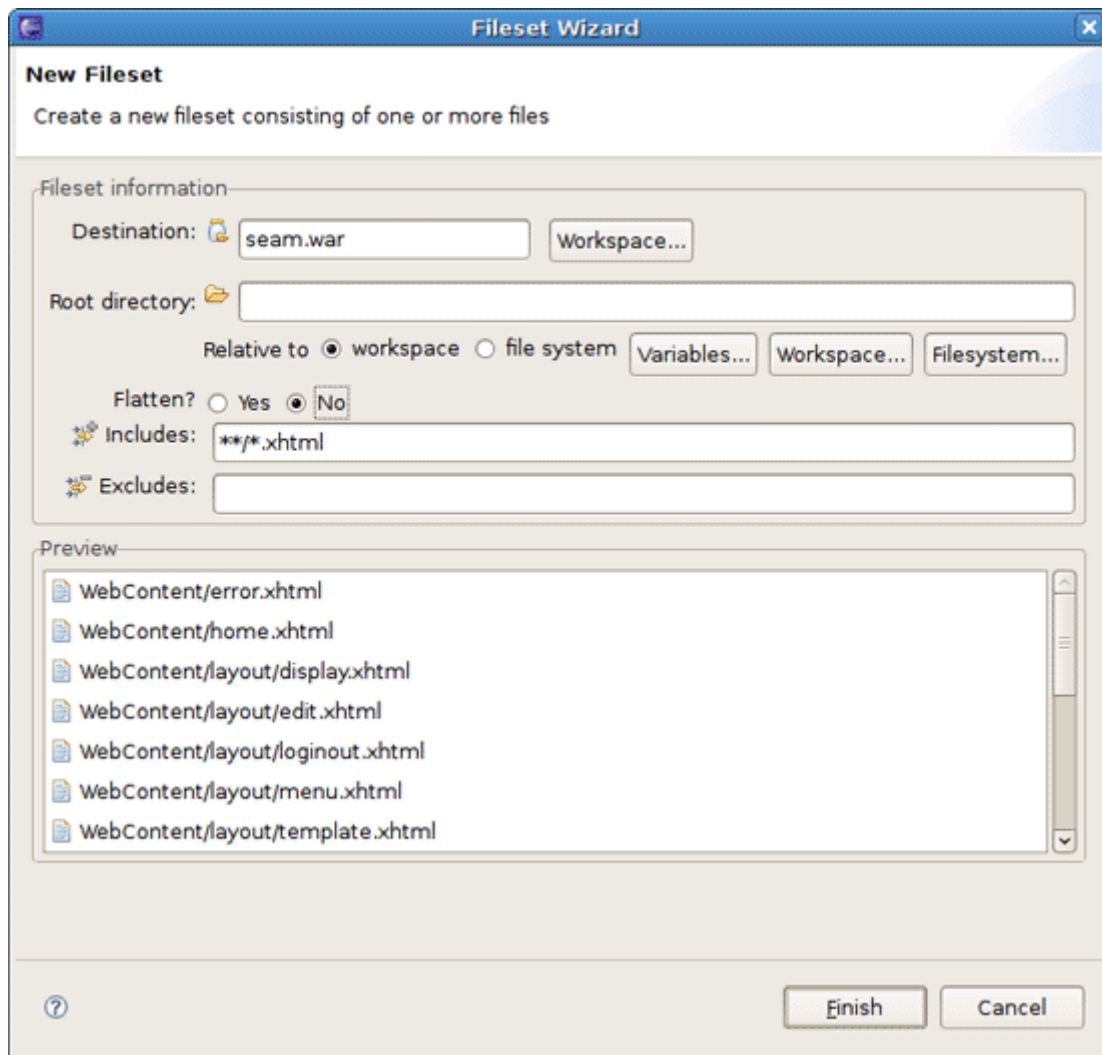 Fileset Wizard
New Fileset
Create a new fileset consisting of one or more files
Fileset information
Destination: seam.war Workspace...
Root directory:
Relative to workspace file system Variables... Workspace... Filesystem...
Flatten? Yes No
Includes: **/*.xhtml
Excludes:
Preview
WebContent/error.xhtml
WebContent/home.xhtml
WebContent/layout/display.xhtml
WebContent/layout/edit.xhtml
WebContent/layout/loginout.xhtml
WebContent/layout/menu.xhtml
WebContent/layout/template.xhtml
Finish Cancel